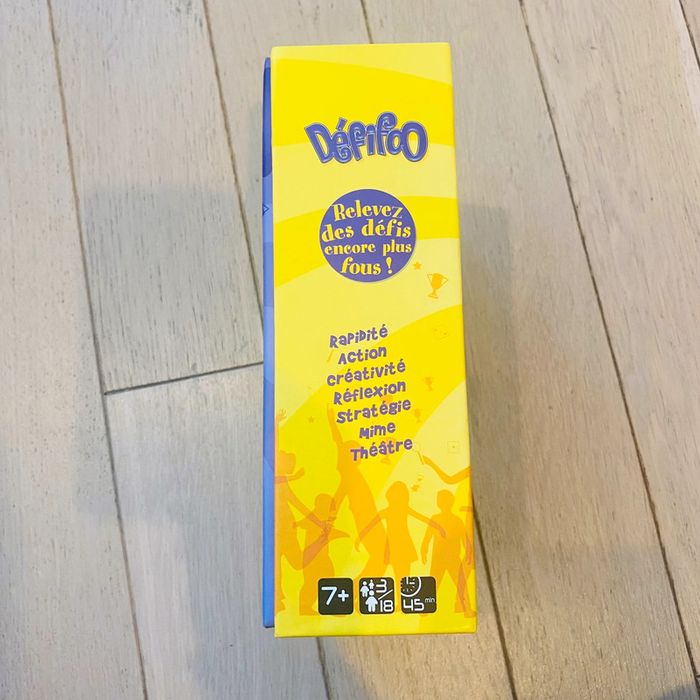 Défifoo
Relevez
des défis
encore plus
fous !
Rapidité
Action
Créativité
Réflexion
Stratégie
Mime
Théâtre
7+
3/18
45 min